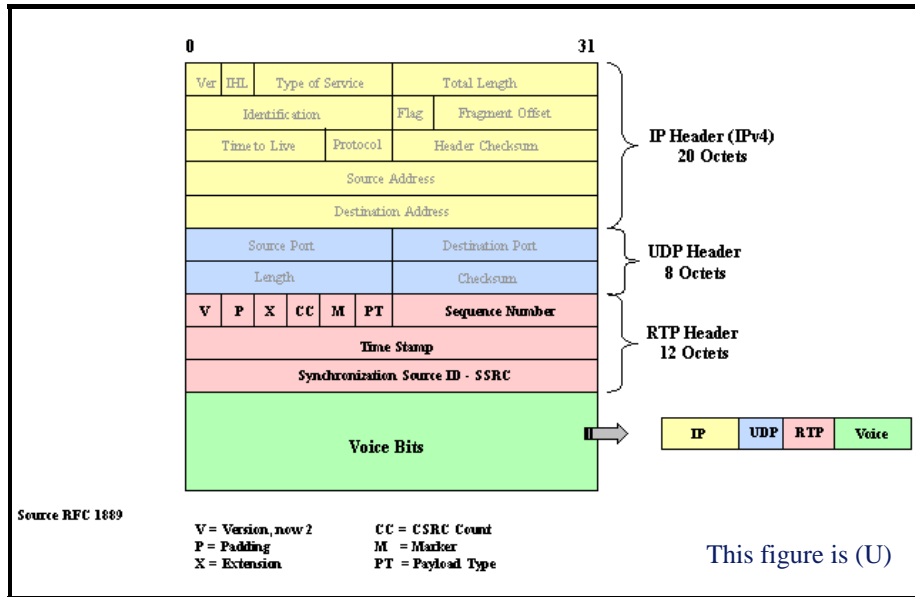 0 31
Ver IHL Type of Service Total Length
Identification Flag Fragment Offset
Time to Live Protocol Header Checksum
Source Address
Destination Address
IP Header (IPv4)
20 Octets
Source Port Destination Port
Length Checksum
UDP Header
8 Octets
V P X CC M PT Sequence Number
Time Stamp
Synchronization Source ID - SSRC
RTP Header
12 Octets
Voice Bits
IP UDP RTP Voice
Source RFC 1889
V = Version, now 2 CC = CSRC Count
P = Padding M = Marker
X = Extension PT = Payload Type
This figure is (U)